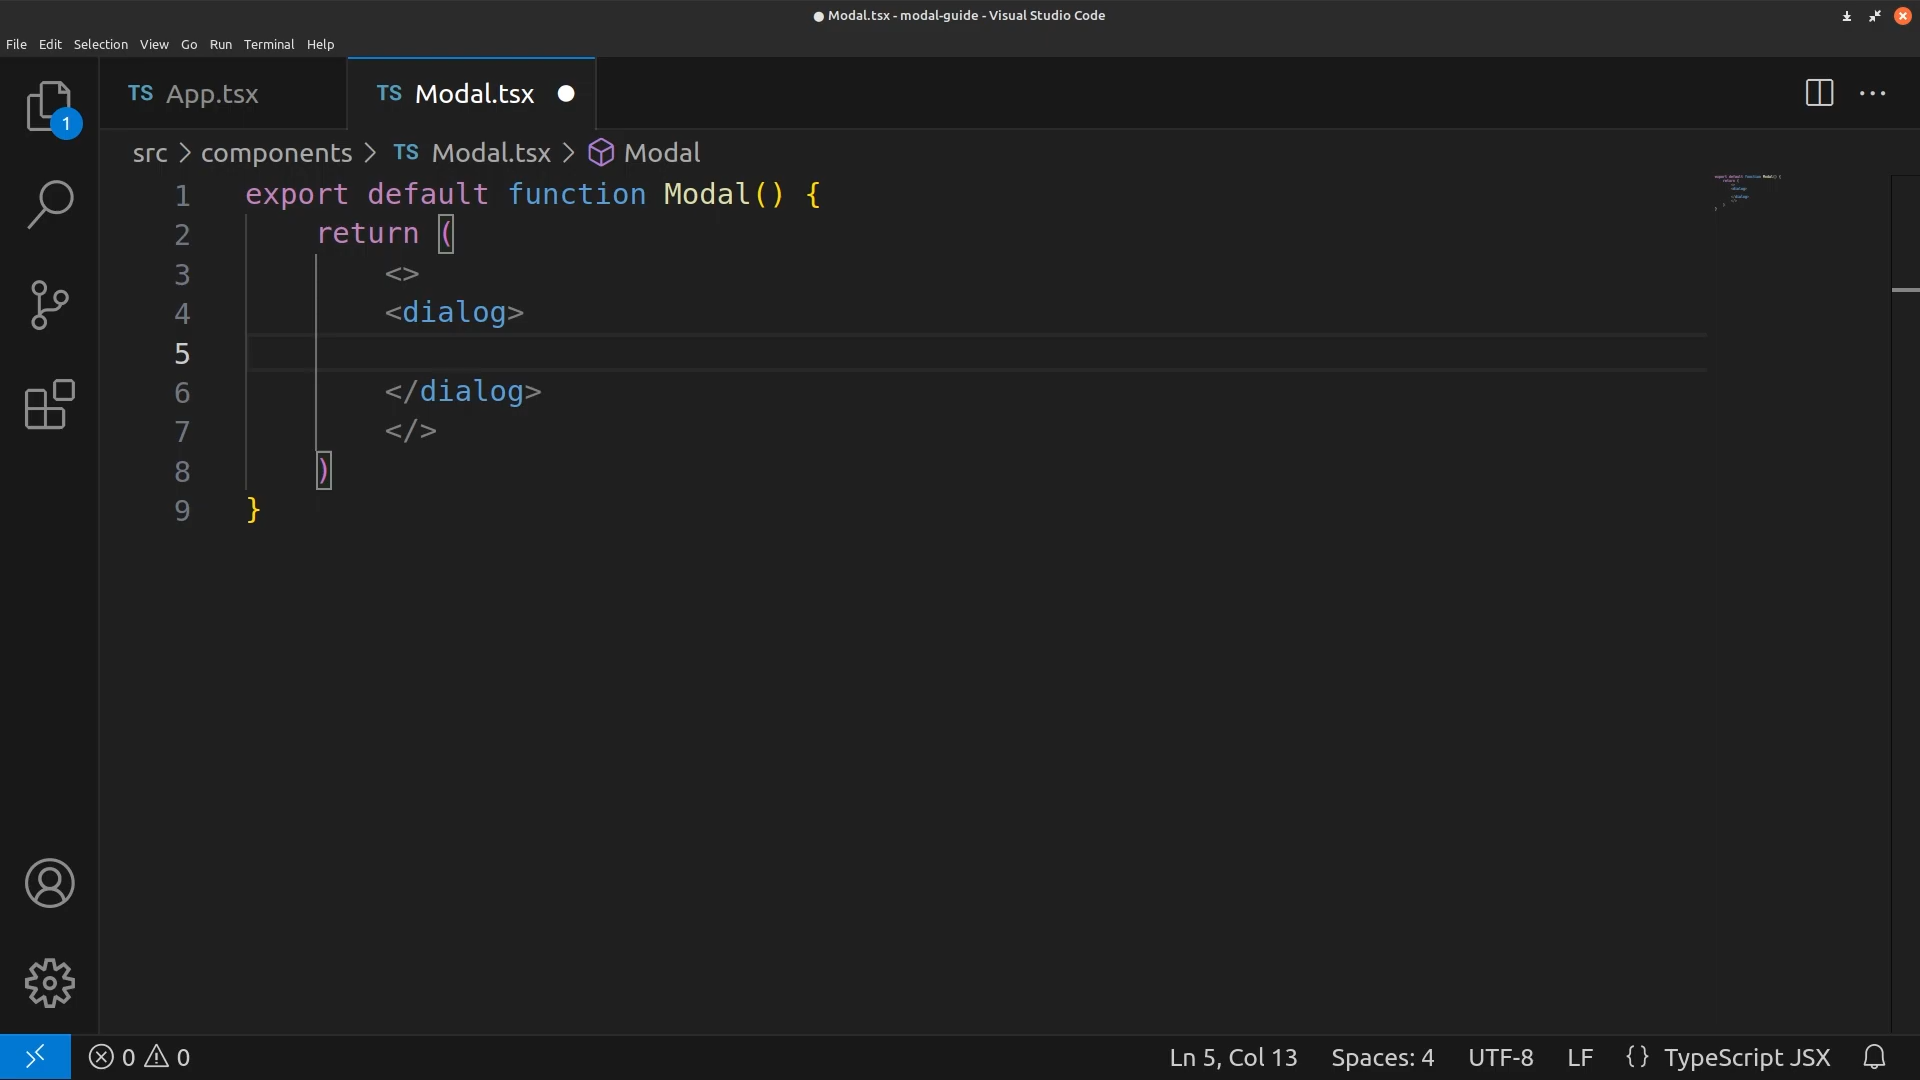 Modal.tsx - modal-guide - Visual Studio Code
File Edit Selection View Go Run Terminal Help
1
TS App.tsx
TS Modal.tsx
src > components > TS Modal.tsx > Modal
1 export default function Modal() {
2 return (
3 <>
4 <dialog>
5
6 </dialog>
7 </>
8 )
9 }
0 0
Ln 5, Col 13 Spaces: 4 UTF-8 LF {} TypeScript JSX